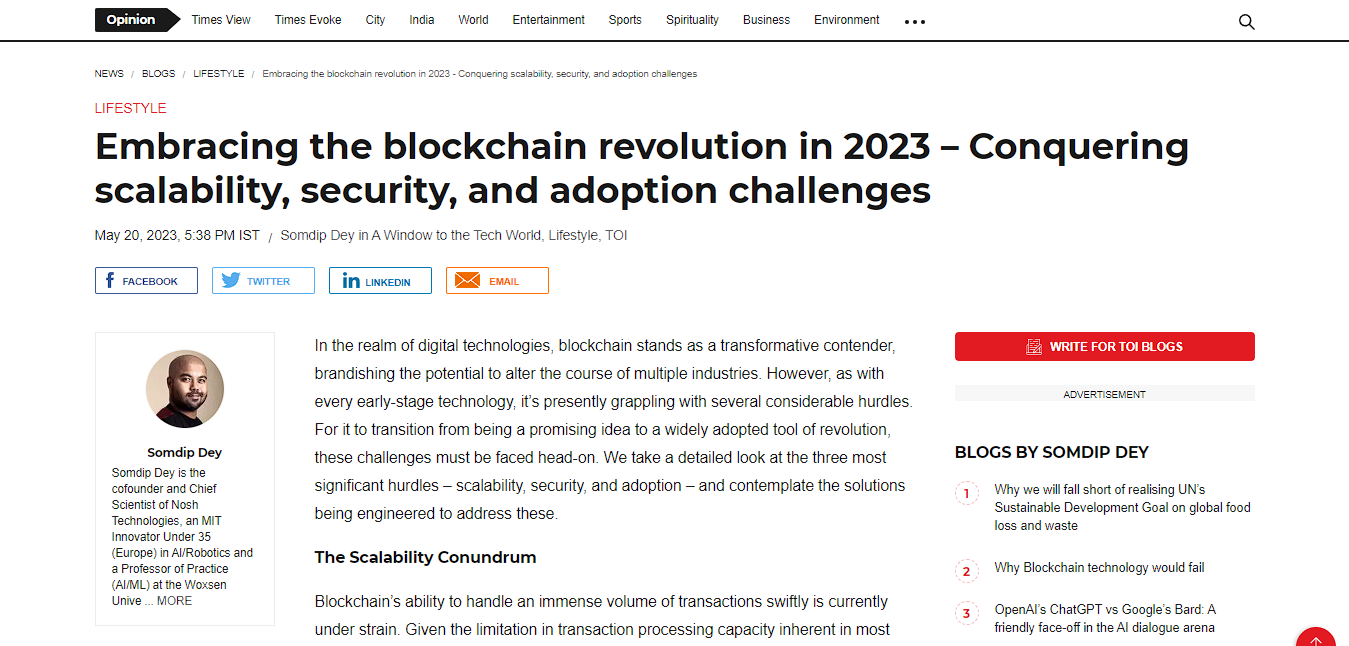 Opinion Times View Times Evoke City India World Entertainment Sports Spirituality Business Environment
NEWS / BLOGS / LIFESTYLE / Embracing the blockchain revolution in 2023 - Conquering scalability, security, and adoption challenges
LIFESTYLE
Embracing the blockchain revolution in 2023 – Conquering
scalability, security, and adoption challenges
May 20, 2023, 5:38 PM IST / Somdip Dey in A Window to the Tech World, Lifestyle, TOI
FACEBOOK TWITTER LINKEDIN EMAIL
Somdip Dey
Somdip Dey is the
cofounder and Chief
Scientist of Nosh
Technologies, an MIT
Innovator Under 35
(Europe) in AI/Robotics and
a Professor of Practice
(AI/ML) at the Woxsen
Unive ... MORE
In the realm of digital technologies, blockchain stands as a transformative contender,
brandishing the potential to alter the course of multiple industries. However, as with
every early-stage technology, it's presently grappling with several considerable hurdles.
For it to transition from being a promising idea to a widely adopted tool of revolution,
these challenges must be faced head-on. We take a detailed look at the three most
significant hurdles – scalability, security, and adoption – and contemplate the solutions
being engineered to address these.
The Scalability Conundrum
Blockchain's ability to handle an immense volume of transactions swiftly is currently
under strain. Given the limitation in transaction processing capacity inherent in most
WRITE FOR TOI BLOGS
ADVERTISEMENT
BLOGS BY SOMDIP DEY
1 Why we will fall short of realising UN's
Sustainable Development Goal on global food
loss and waste
2 Why Blockchain technology would fail
3 OpenAI's ChatGPT vs Google's Bard: A
friendly face-off in the AI dialogue arena